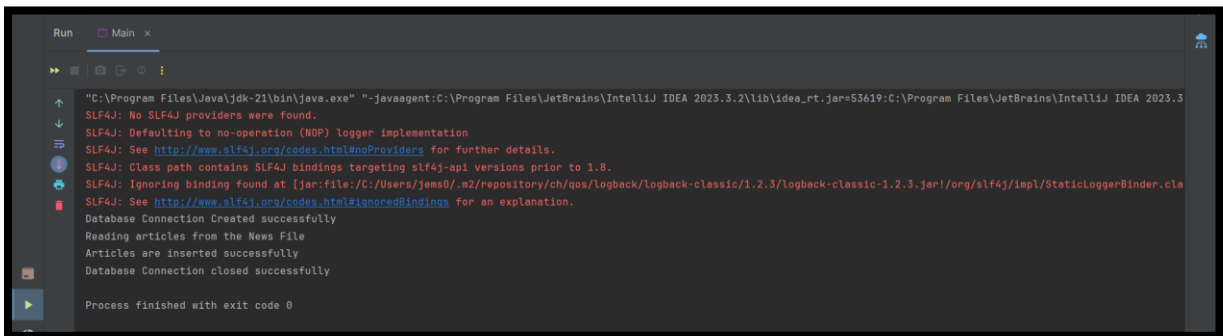 Run
Main ×
"C:\Program Files\Java\jdk-21\bin\java.exe" "-javaagent:C:\Program Files\JetBrains\IntelliJ IDEA 2023.3.2\lib\idea_rt.jar=53619:C:\Program Files\JetBrains\IntelliJ IDEA 2023.3
SLF4J: No SLF4J providers were found.
SLF4J: Defaulting to no-operation (NOP) logger implementation
SLF4J: See http://www.slf4j.org/codes.html#noProviders for further details.
SLF4J: Class path contains SLF4J bindings targeting slf4j-api versions prior to 1.8.
SLF4J: Ignoring binding found at [jar:file:/C:/Users/jems0/.m2/repository/ch/qos/logback/logback-classic/1.2.3/logback-classic-1.2.3.jar!/org/slf4j/impl/StaticLoggerBinder.cla
SLF4J: See http://www.slf4j.org/codes.html#ignoredBindings for an explanation.
Database Connection Created successfully
Reading articles from the News File
Articles are inserted successfully
Database Connection closed successfully
Process finished with exit code 0